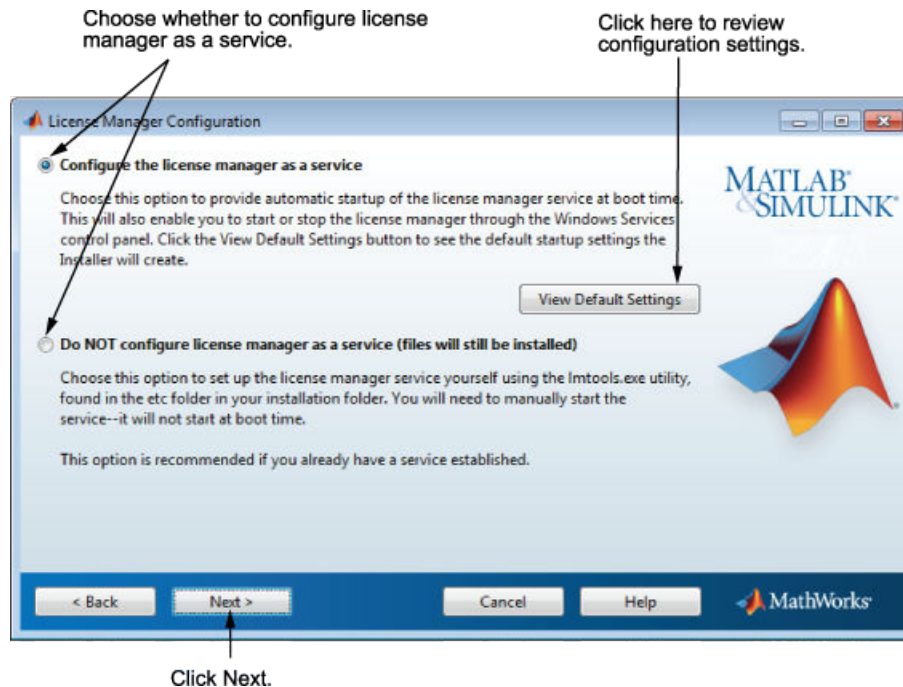 Choose whether to configure license
manager as a service.
Click here to review
configuration settings.
License Manager Configuration
Configure the license manager as a service
Choose this option to provide automatic startup of the license manager service at boot time.
This will also enable you to start or stop the license manager through the Windows Services
control panel. Click the View Default Settings button to see the default startup settings the
Installer will create.
View Default Settings
Do NOT configure license manager as a service (files will still be installed)
Choose this option to set up the license manager service yourself using the lmtools.exe utility,
found in the etc folder in your installation folder. You will need to manually start the
service--it will not start at boot time.
This option is recommended if you already have a service established.
MATLAB®
&SIMULINK®
< Back
Next >
Cancel
Help
MathWorks®
Click Next.